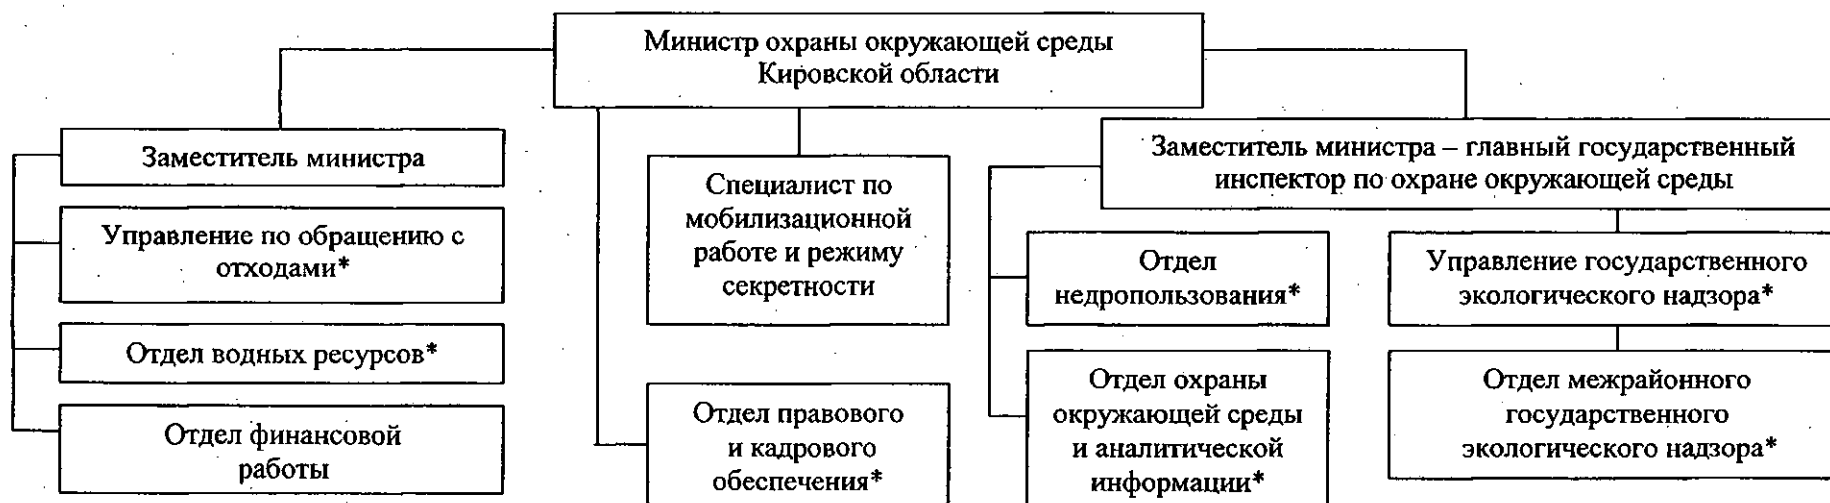 Министр охраны окружающей среды
Кировской области
Заместитель министра
Управление по обращению с
отходами*
Отдел водных ресурсов*
Отдел финансовой
работы
Специалист по
мобилизационной
работе и режиму
секретности
Отдел правового
и кадрового
обеспечения*
Заместитель министра – главный государственный
инспектор по охране окружающей среды
Отдел
недропользования*
Отдел охраны
окружающей среды
и аналитической
информации*
Управление государственного
экологического надзора*
Отдел межрайонного
государственного
экологического надзора*